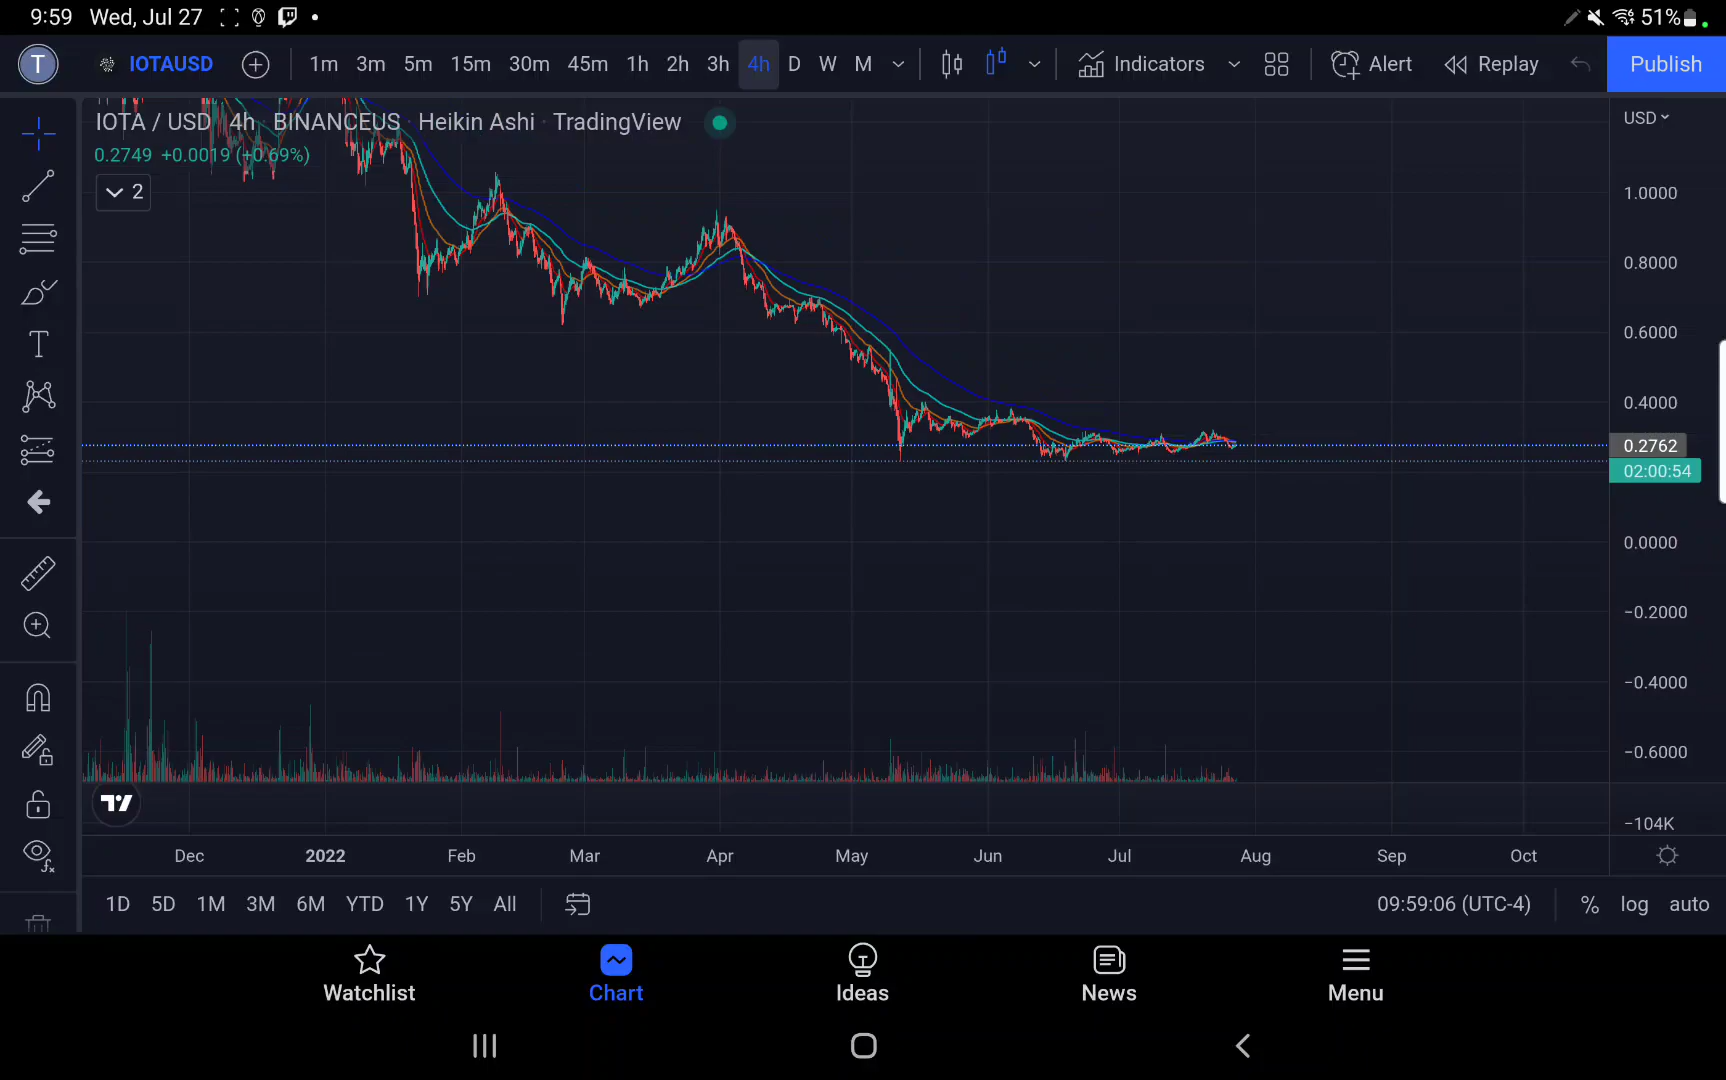 9:59 Wed, Jul 27 51%
T IOTAUSD 1m 3m 5m 15m 30m 45m 1h 2h 3h 4h D W M Indicators Alert Replay Publish
IOTA / USD · 4h · BINANCEUS · Heikin Ashi · TradingView
USD
0.2749 +0.0019 (+0.69%)
2
1.0000
0.8000
0.6000
0.4000
0.2762
02:00:54
0.0000
−0.2000
−0.4000
−0.6000
−104K
Dec 2022 Feb Mar Apr May Jun Jul Aug Sep Oct
1D 5D 1M 3M 6M YTD 1Y 5Y All 09:59:06 (UTC-4) % log auto
Watchlist Chart Ideas News Menu